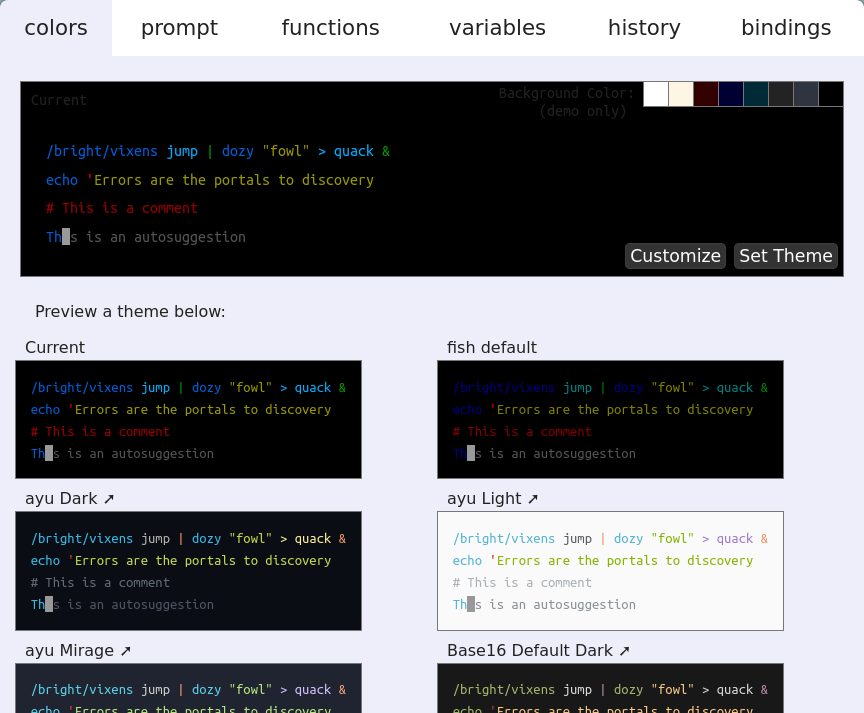 colors prompt functions variables history bindings
Current
Background Color:
(demo only)
/bright/vixens jump | dozy "fowl" > quack &
echo 'Errors are the portals to discovery
# This is a comment
Th s is an autosuggestion
Customize Set Theme
Preview a theme below:
Current
/bright/vixens jump | dozy "fowl" > quack &
echo 'Errors are the portals to discovery
# This is a comment
Th s is an autosuggestion
fish default
/bright/vixens jump | dozy "fowl" > quack &
echo 'Errors are the portals to discovery
# This is a comment
Th s is an autosuggestion
ayu Dark ➚
/bright/vixens jump | dozy "fowl" > quack &
echo 'Errors are the portals to discovery
# This is a comment
Th s is an autosuggestion
ayu Light ➚
/bright/vixens jump | dozy "fowl" > quack &
echo 'Errors are the portals to discovery
# This is a comment
Th s is an autosuggestion
ayu Mirage ➚
/bright/vixens jump | dozy "fowl" > quack &
echo 'Errors are the portals to discovery
Base16 Default Dark ➚
/bright/vixens jump | dozy "fowl" > quack &
echo 'Errors are the portals to discovery